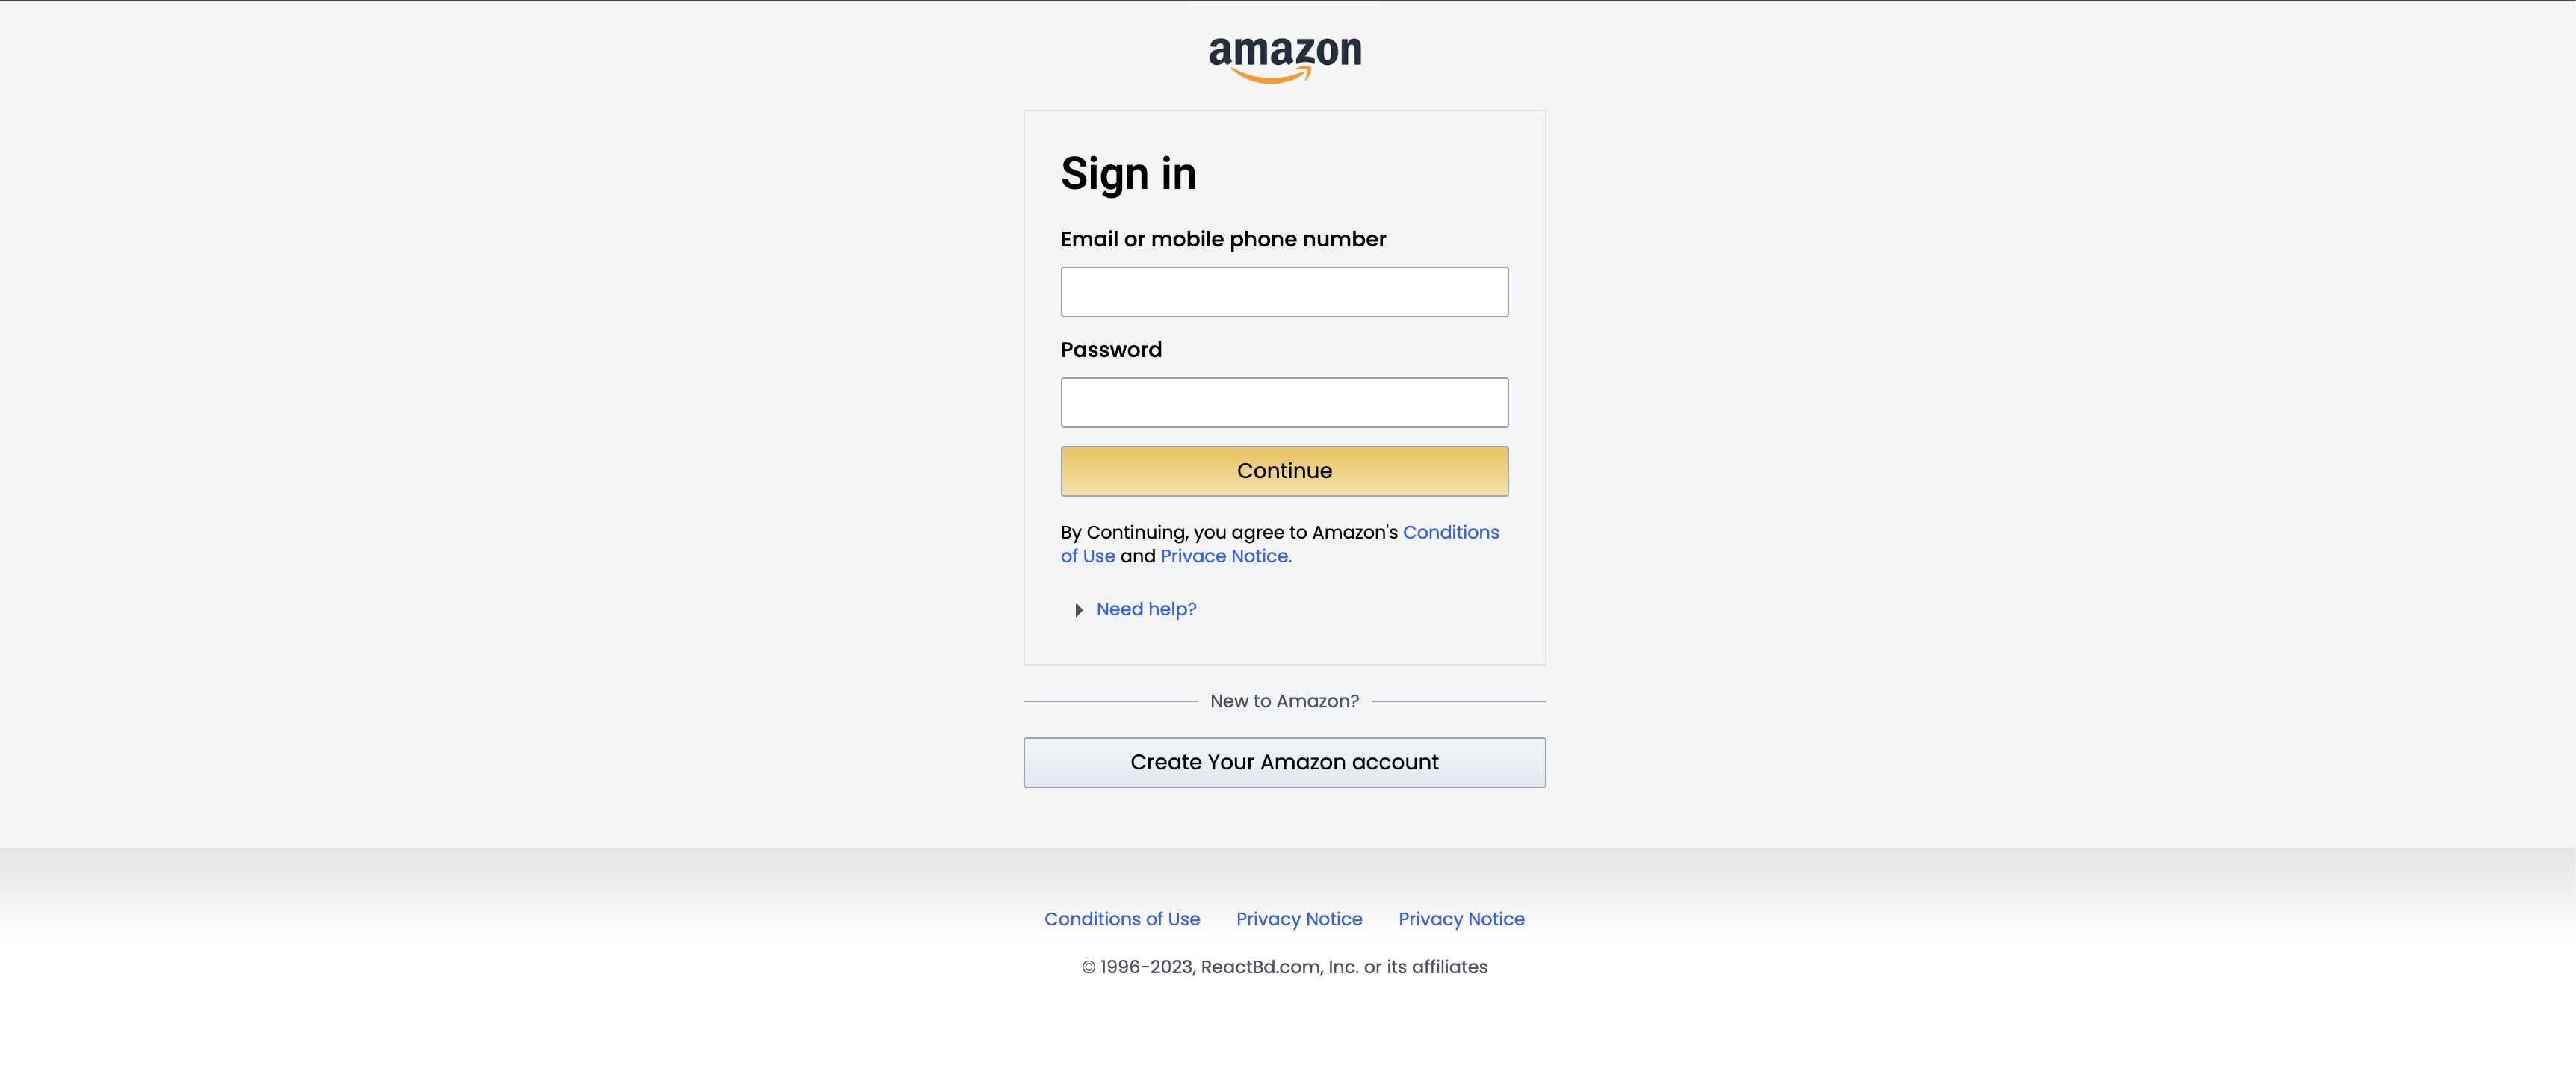 amazon
Sign in
Email or mobile phone number
Password
Continue
By Continuing, you agree to Amazon's Conditions
of Use and Privace Notice.
Need help?
New to Amazon?
Create Your Amazon account
Conditions of Use Privacy Notice Privacy Notice
© 1996-2023, ReactBd.com, Inc. or its affiliates